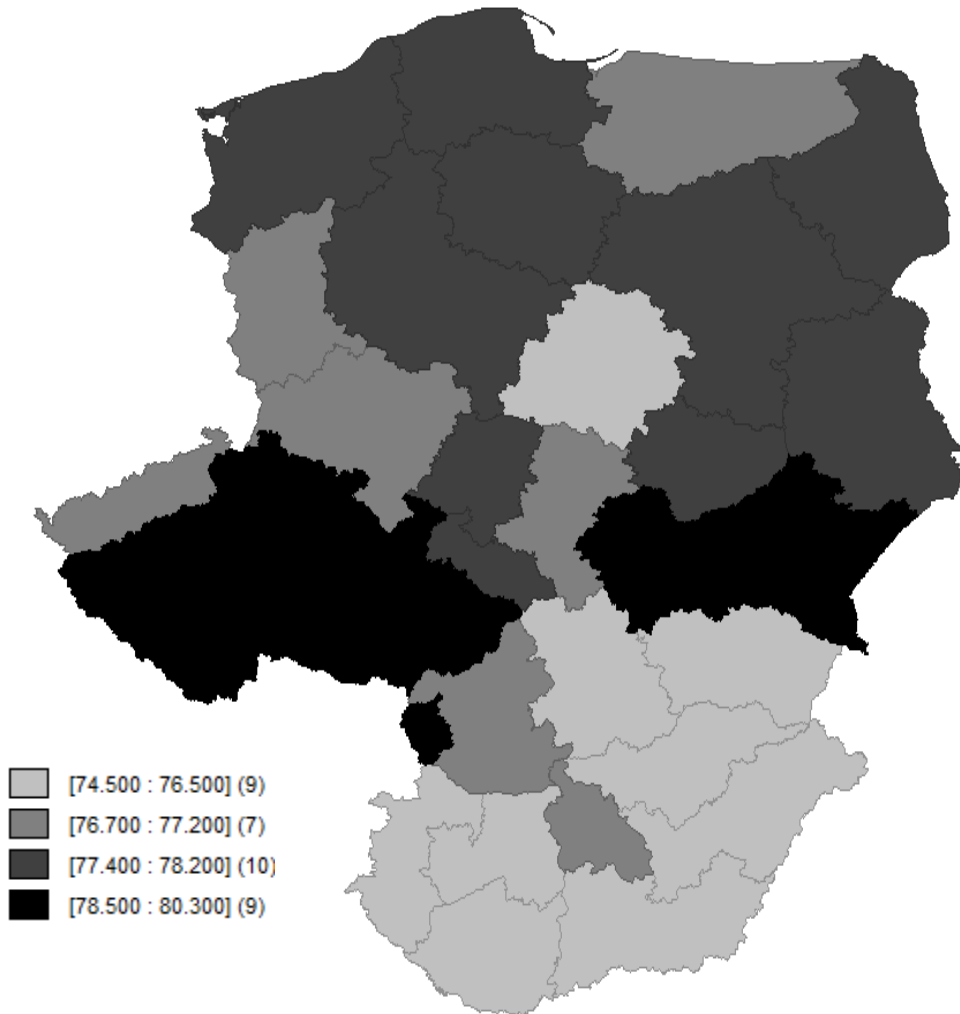 [74.500 : 76.500] (9)
[76.700 : 77.200] (7)
[77.400 : 78.200] (10)
[78.500 : 80.300] (9)